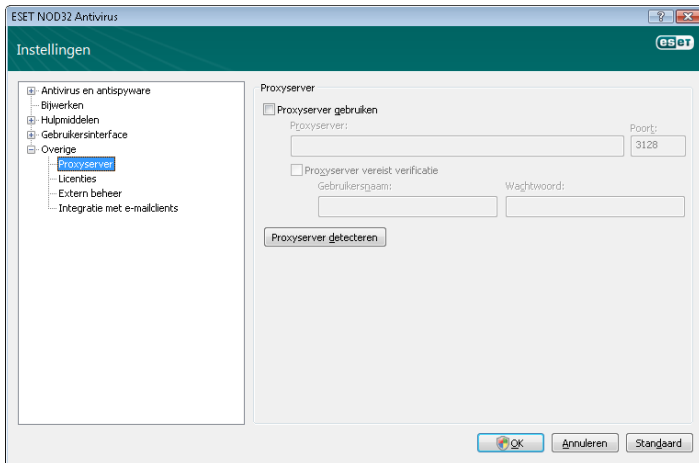 ESET NOD32 Antivirus
Instellingen
eseT
Antivirus en antispyware
Bijwerken
Hulpmiddelen
Gebruikersinterface
Overige
Proxyserver
Licenties
Extern beheer
Integratie met e-mailclients
Proxyserver
Proxyserver gebruiken
Proxyserver:
Poort:
3128
Proxyserver vereist verificatie
Gebruikersnaam:
Wachtwoord:
Proxyserver detecteren
OK
Annuleren
Standaard